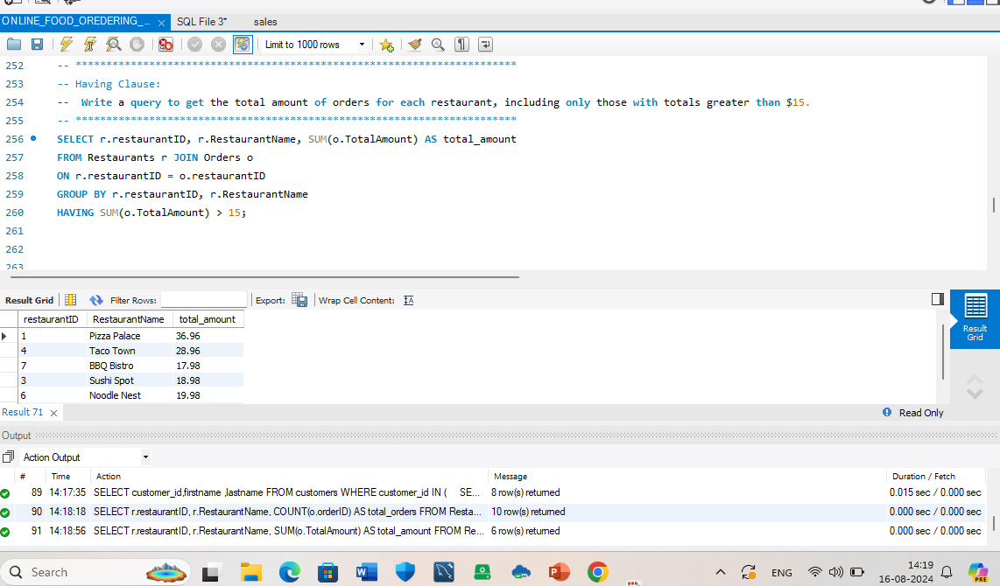 ONLINE_FOOD_OREDERING_...
SQL File 3*
sales
Limit to 1000 rows
252 -- ************************************************************************
253 -- Having Clause:
254 -- Write a query to get the total amount of orders for each restaurant, including only those with totals greater than $15.
255 -- ************************************************************************
256 SELECT r.restaurantID, r.RestaurantName, SUM(o.TotalAmount) AS total_amount
257 FROM Restaurants r JOIN Orders o
258 ON r.restaurantID = o.restaurantID
259 GROUP BY r.restaurantID, r.RestaurantName
260 HAVING SUM(o.TotalAmount) > 15;
261
262
263
Result Grid Filter Rows: Export: Wrap Cell Content:
restaurantID RestaurantName total_amount
1 Pizza Palace 36.96
4 Taco Town 28.96
7 BBQ Bistro 17.98
3 Sushi Spot 18.98
6 Noodle Nest 19.98
Result
Grid
Result 71
Read Only
Output
Action Output
# Time Action Message Duration / Fetch
89 14:17:35 SELECT customer_id,firstname ,lastname FROM customers WHERE customer_id IN ( SE... 8 row(s) returned 0.015 sec / 0.000 sec
90 14:18:18 SELECT r.restaurantID, r.RestaurantName, COUNT(o.orderID) AS total_orders FROM Resta... 10 row(s) returned 0.000 sec / 0.000 sec
91 14:18:56 SELECT r.restaurantID, r.RestaurantName, SUM(o.TotalAmount) AS total_amount FROM Re... 6 row(s) returned 0.000 sec / 0.000 sec
Search
ENG
14:19
16-08-2024
PRE